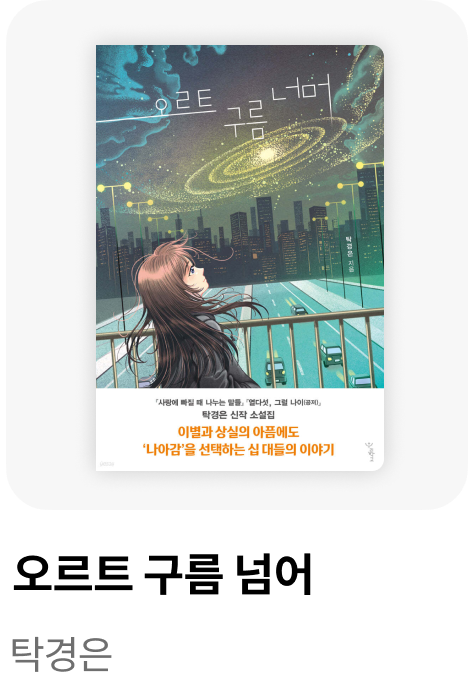 오르트
구름 너머
탁경은 지음
『사랑에 빠질 때 나누는 말들』 『열다섯, 그럴 나이』(공저)
탁경은 신작 소설집
이별과 상실의 아픔에도
‘나아감’을 선택하는 십 대들의 이야기
오르트 구름 넘어
탁경은